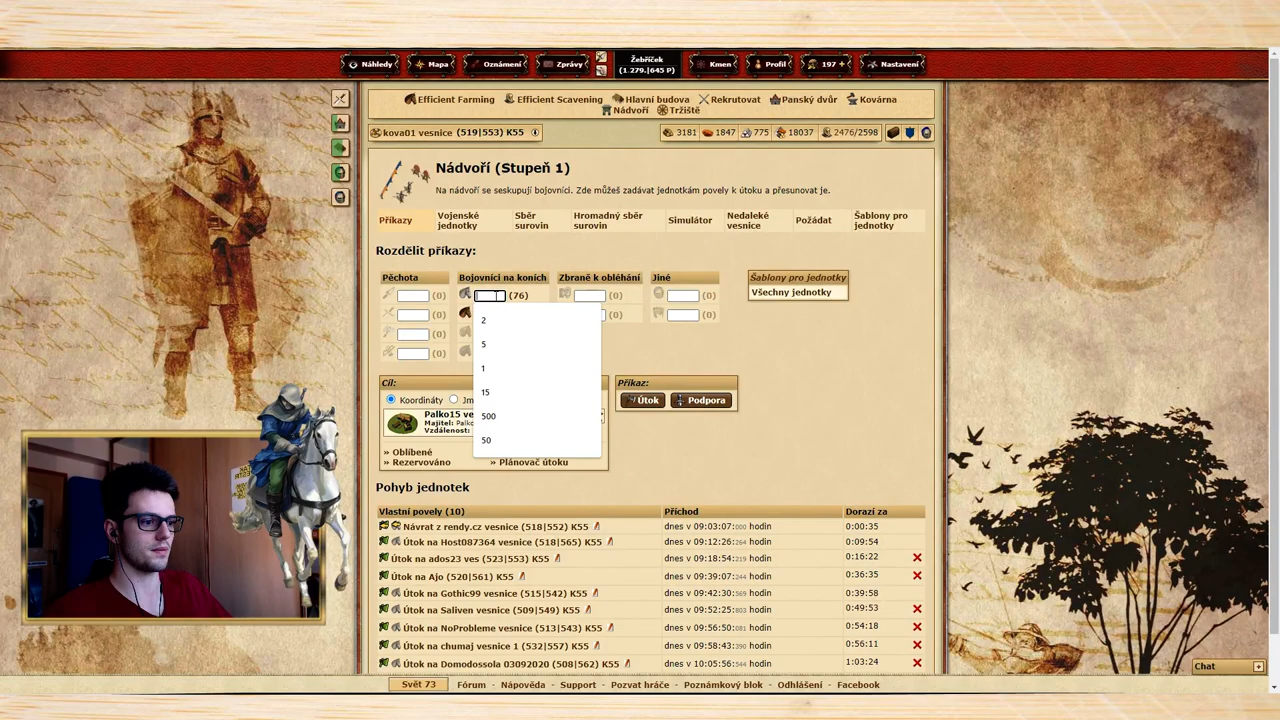 Náhledy
Mapa
Oznámení
Zprávy
Žebříček
(1.279.|645 P)
Kmen
Profil
197 +
Nastavení
Efficient Farming
Efficient Scavening
Hlavní budova
Rekrutovat
Panský dvůr
Kovárna
Nádvoří
Tržiště
kova01 vesnice (519|553) K55
3181
1847
775
18037
2476/2598
Nádvoří (Stupeň 1)
Na nádvoří se seskupují bojovníci. Zde můžeš zadávat jednotkám povely k útoku a přesunovat je.
Příkazy
Vojenské jednotky
Sběr surovin
Hromadný sběr surovin
Simulátor
Nedaleké vesnice
Požádat
Šablony pro jednotky
Rozdělit příkazy:
Pěchota
Bojovníci na koních
Zbraně k obléhání
Jiné
Šablony pro jednotky
(0)
(76)
(0)
(0)
Všechny jednotky
(0)
(0)
(0)
(0)
(0)
2
5
1
15
500
50
Cíl:
Příkaz:
Koordináty
Útok
Podpora
Palko15 ve
Majitel: Palko
Vzdálenost:
» Oblíbené
» Rezervováno
» Plánovač útoku
Pohyb jednotek
Vlastní povely (10) Příchod Dorazí za
Návrat z rendy.cz vesnice (518|552) K55 dnes v 09:03:07:000 hodin 0:00:35
Útok na Host087364 vesnice (518|565) K55 dnes v 09:12:26:264 hodin 0:09:54
Útok na ados23 ves (523|553) K55 dnes v 09:18:54:219 hodin 0:16:22
Útok na Ajo (520|561) K55 dnes v 09:39:07:244 hodin 0:36:35
Útok na Gothic99 vesnice (515|542) K55 dnes v 09:42:30:569 hodin 0:39:58
Útok na Saliven vesnice (509|549) K55 dnes v 09:52:25:803 hodin 0:49:53
Útok na NoProbleme vesnice (513|543) K55 dnes v 09:56:50:081 hodin 0:54:18
Útok na chumaj vesnice 1 (532|557) K55 dnes v 09:58:43:390 hodin 0:56:11
Útok na Domodossola 03092020 (508|562) K55 dnes v 10:05:56:544 hodin 1:03:24
Chat
Svět 73
Fórum - Nápověda - Support - Pozvat hráče - Poznámkový blok - Odhlášení - Facebook